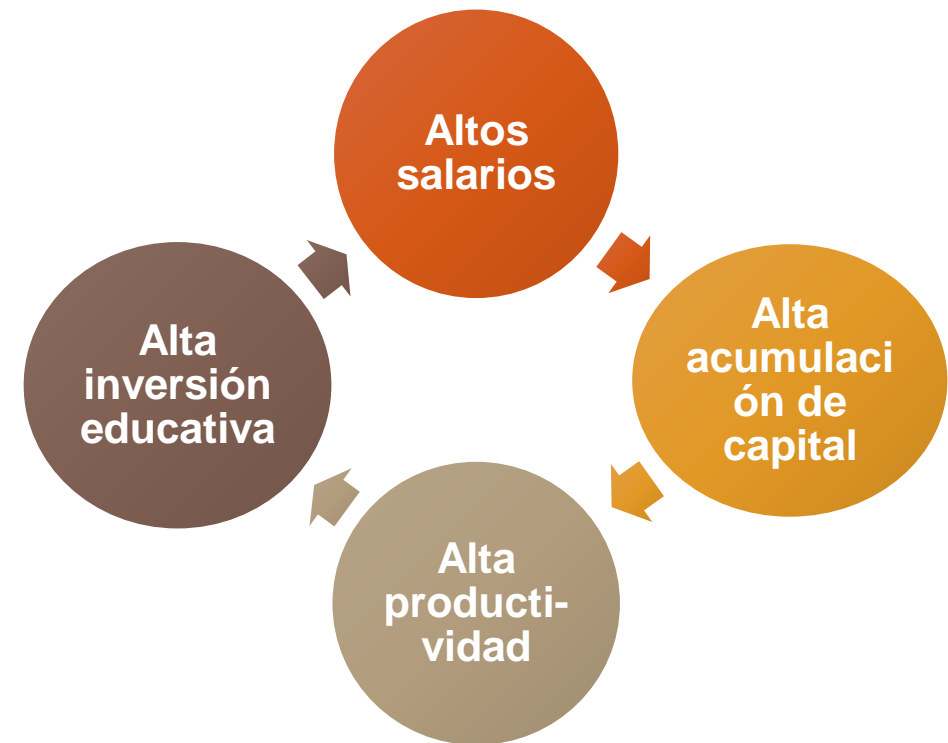 Altos
salarios
Alta
acumulaci
ón de
capital
Alta
producti-
vidad
Alta
inversión
educativa